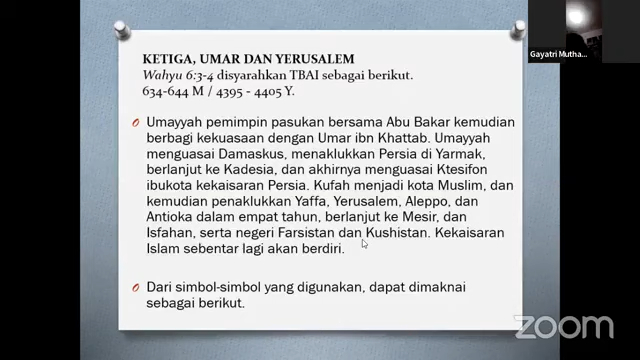 KETIGA, UMAR DAN YERUSALEM
Wahyu 6:3-4 disyarahkan TBAI sebagai berikut.
634-644 M / 4395 - 4405 Y.
Umayyah pemimpin pasukan bersama Abu Bakar kemudian
berbagi kekuasaan dengan Umar ibn Khattab. Umayyah
menguasai Damaskus, menaklukkan Persia di Yarmak,
berlanjut ke Kadesia, dan akhirnya menguasai Ktesifon
ibukota kekaisaran Persia. Kufah menjadi kota Muslim, dan
kemudian penaklukkan Yaffa, Yerusalem, Aleppo, dan
Antioka dalam empat tahun, berlanjut ke Mesir, dan
Isfahan, serta negeri Farsistan dan Kushistan. Kekaisaran
Islam sebentar lagi akan berdiri.
Dari simbol-simbol yang digunakan, dapat dimaknai
sebagai berikut.
Gayatri Mutha...
zoom